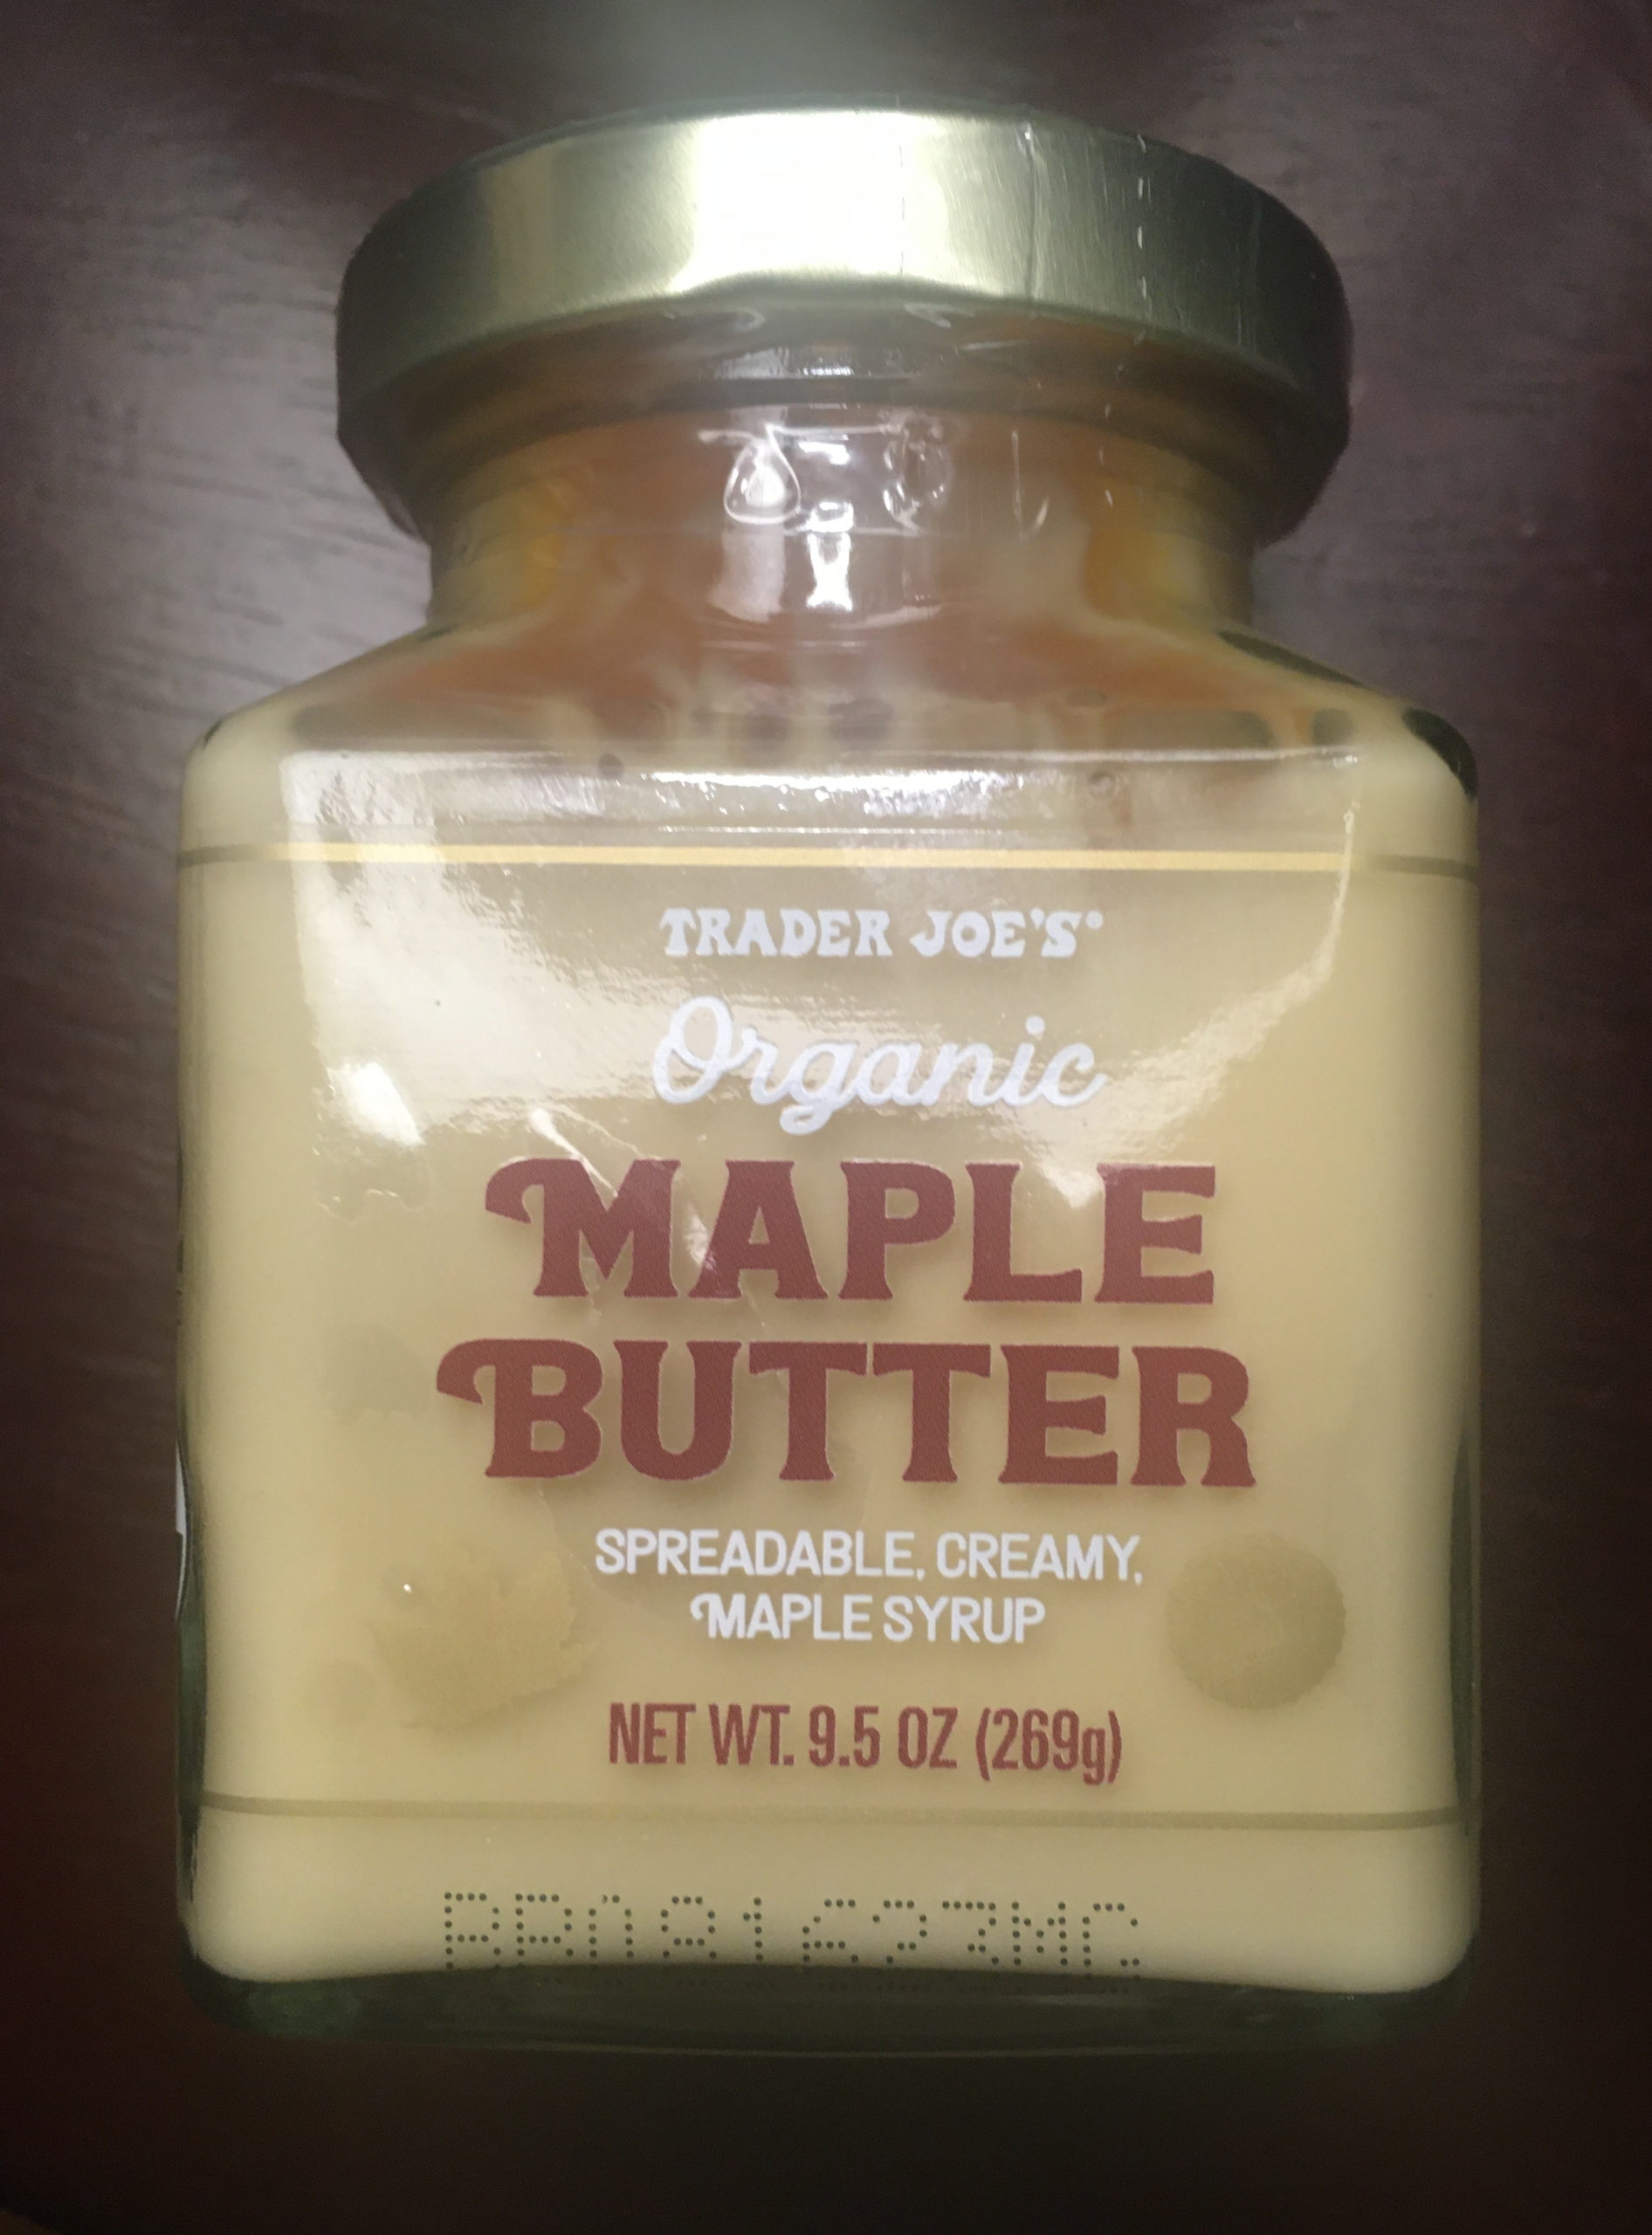 TRADER JOE'S®
Organic
MAPLE
BUTTER
SPREADABLE, CREAMY,
MAPLE SYRUP
NET WT. 9.5 OZ (269g)